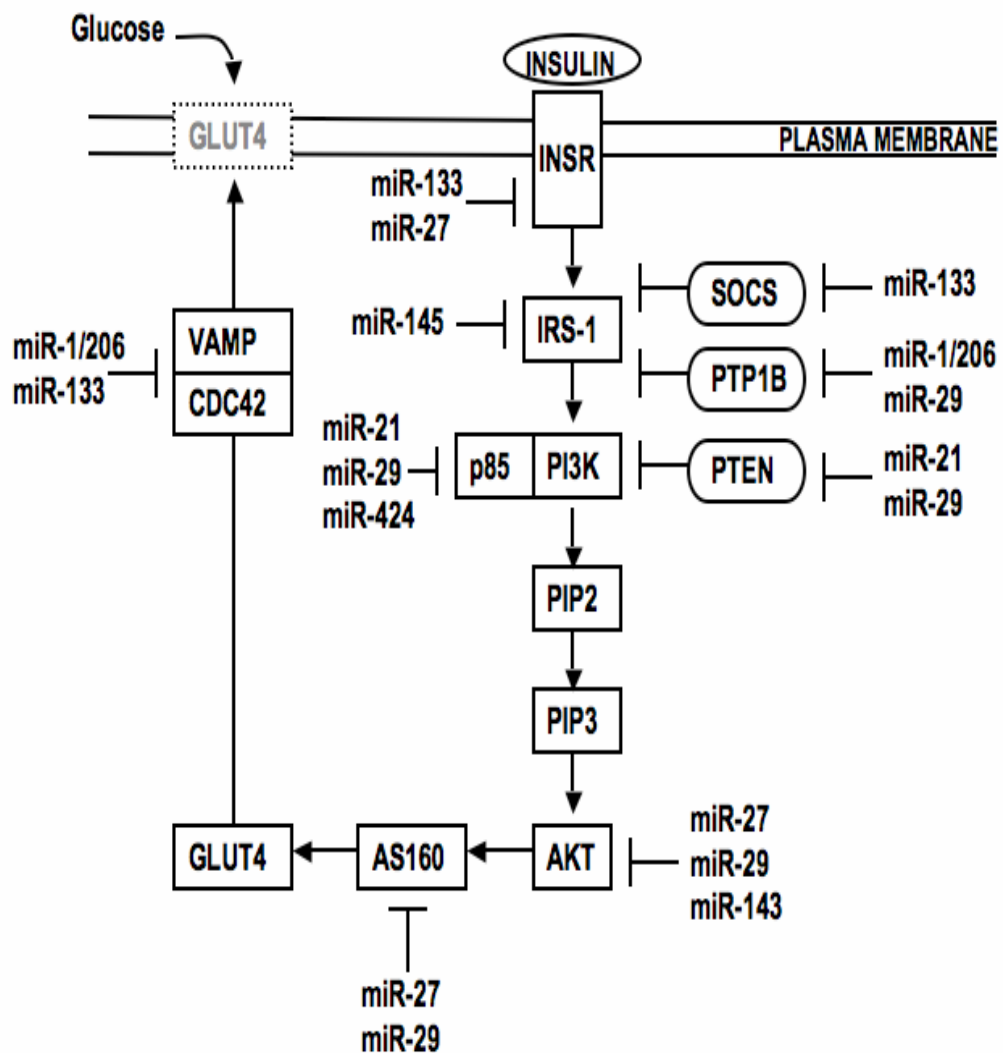 Glucose
INSULIN
GLUT4
PLASMA MEMBRANE
INSR
miR-133
miR-27
SOCS
miR-133
miR-145
IRS-1
miR-1/206
miR-133
VAMP
CDC42
PTP1B
miR-1/206
miR-29
miR-21
miR-29
miR-424
p85
PI3K
PTEN
miR-21
miR-29
PIP2
PIP3
GLUT4
AS160
AKT
miR-27
miR-29
miR-143
miR-27
miR-29